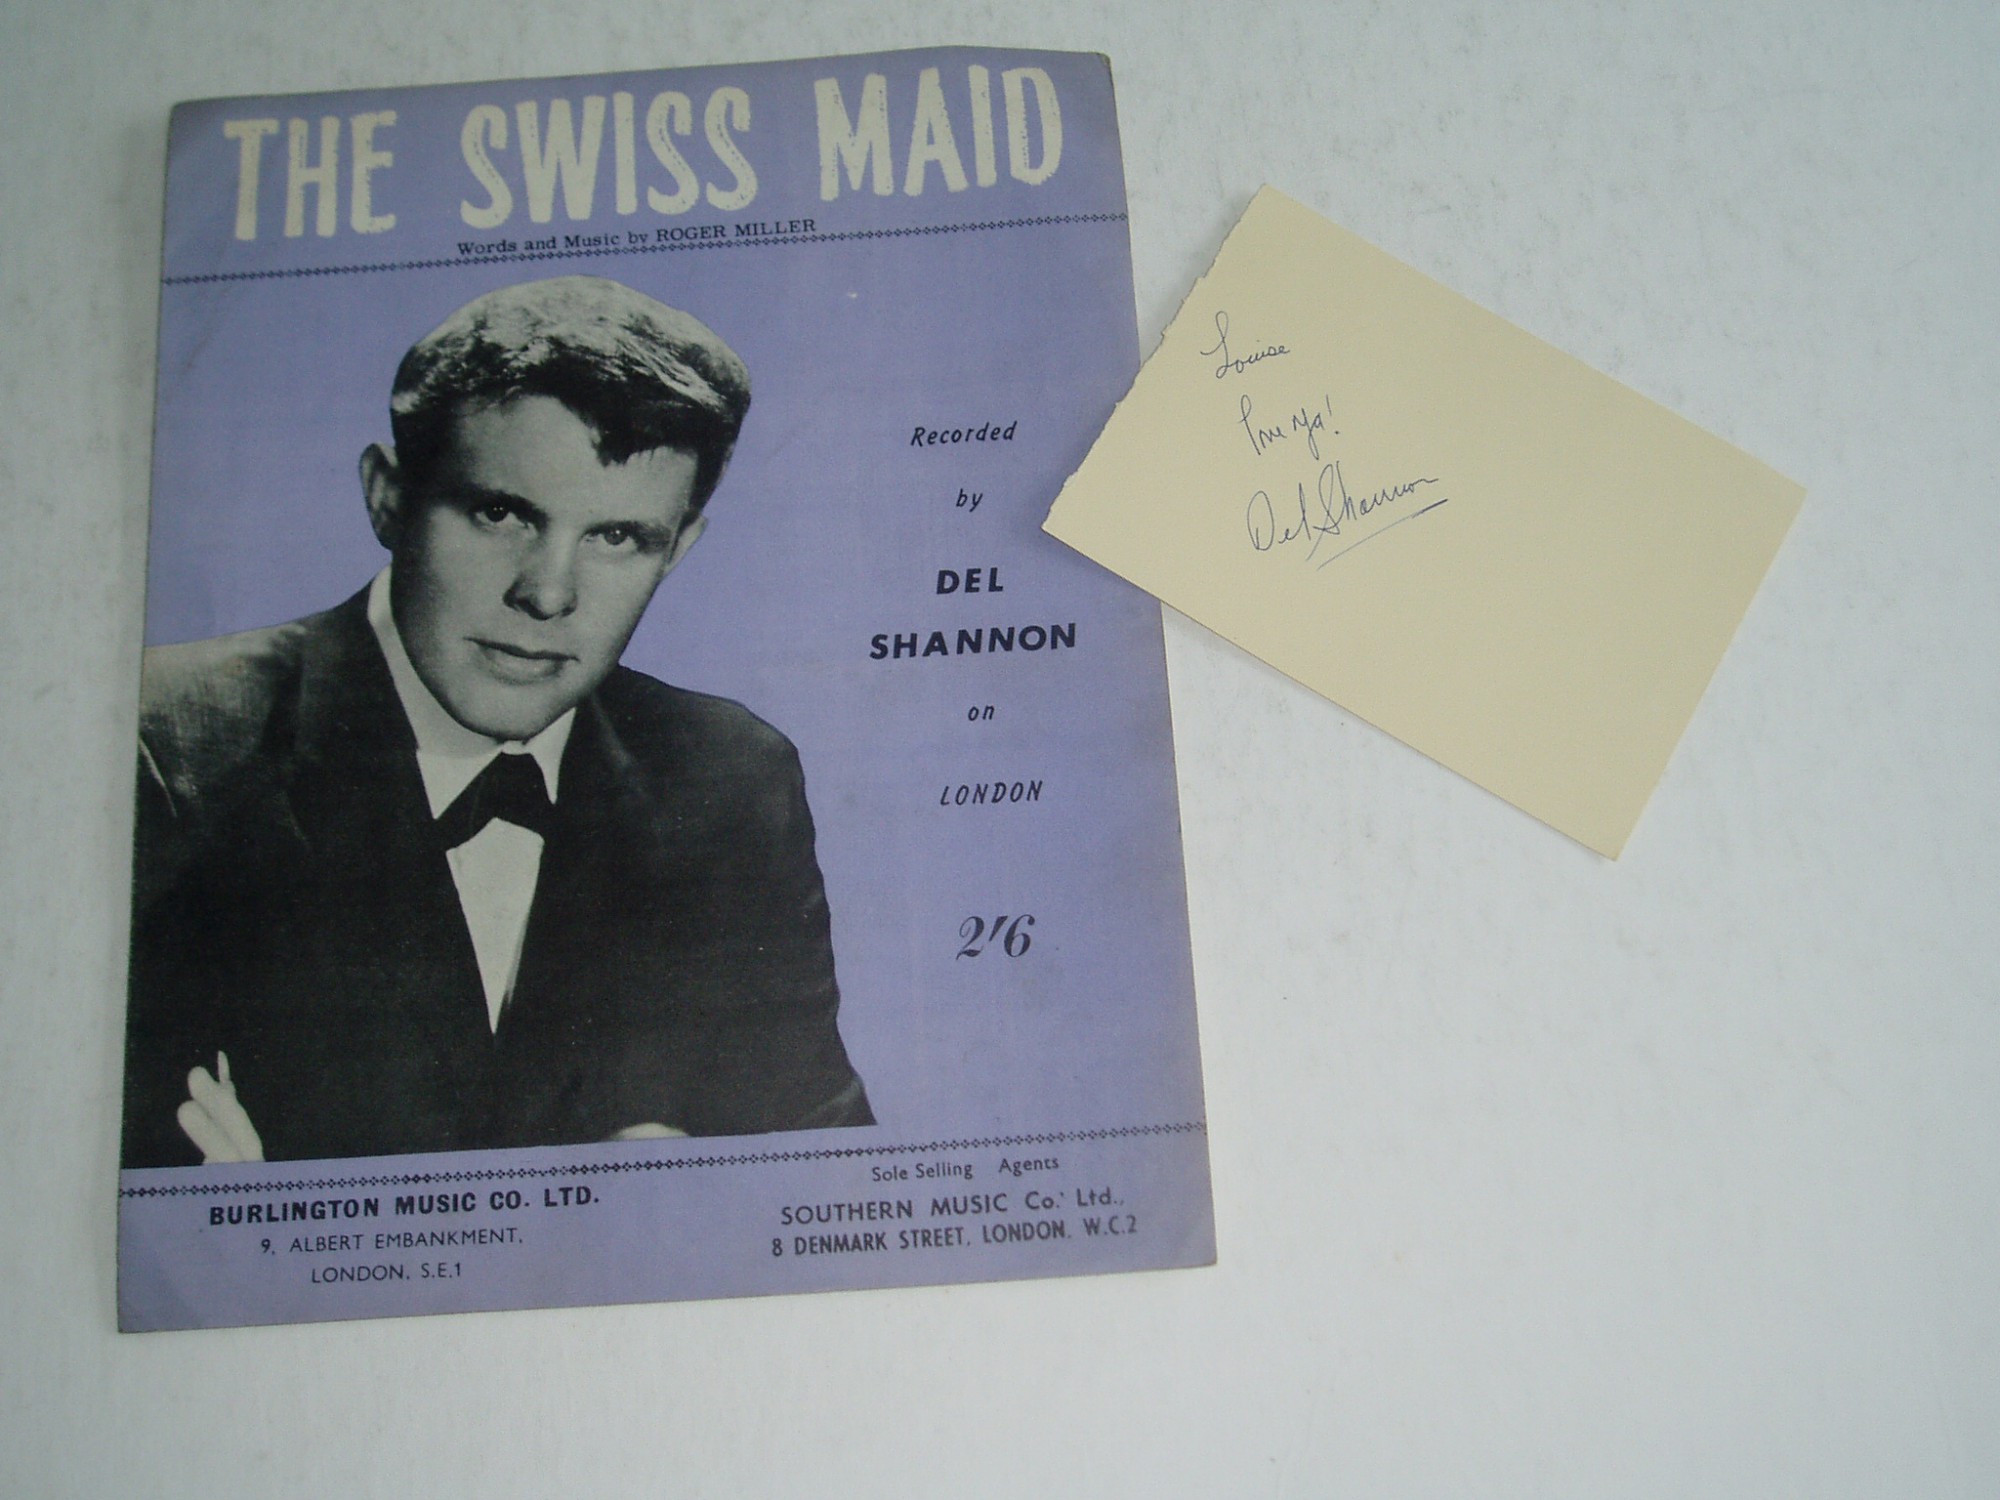 THE SWISS MAID
Words and Music by ROGER MILLER
Recorded
by
DEL
SHANNON
on
LONDON
2'6
BURLINGTON MUSIC CO. LTD.
9, ALBERT EMBANKMENT,
LONDON, S.E.1
Sole Selling Agents
SOUTHERN MUSIC Co. Ltd.,
8 DENMARK STREET, LONDON. W.C.2
Louise
love ya!
Del Shannon